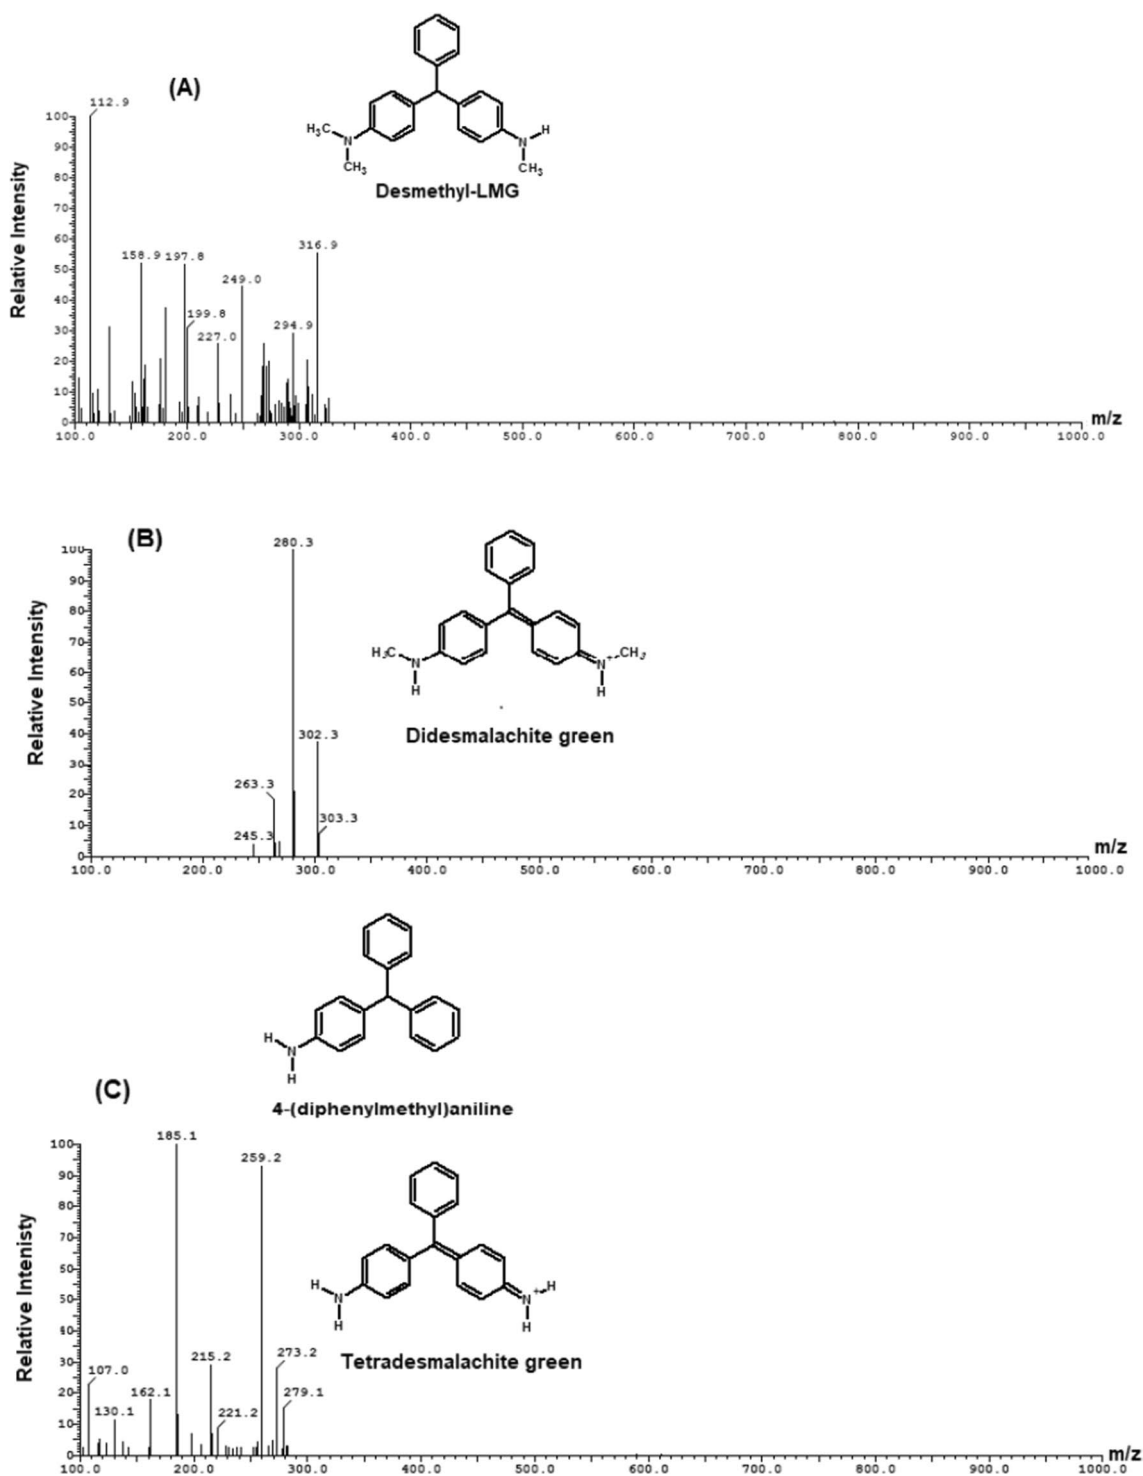 (A)
112.9
100
90
80
70
60
50
40
30
20
10
0
Relative Intensity
158.9 197.8
199.8
227.0
249.0
294.9
316.9
H₃C N H
N
CH₃ CH₃
Desmethyl-LMG
100.0 200.0 300.0 400.0 500.0 600.0 700.0 800.0 900.0 1000.0
m/z
(B)
280.3
100
90
80
70
60
50
40
30
20
10
0
Relative Intensity
302.3
263.3
303.3
245.3
H₃C N N⁺ CH₃
H H
Didesmalachite green
m/z
100.0 200.0 300.0 400.0 500.0 600.0 700.0 800.0 900.0 1000.0
H N
H
4-(diphenylmethyl)aniline
(C)
185.1
100
90
80
70
60
50
40
30
20
10
0
Relative Intenisty
259.2
215.2
273.2
107.0
162.1
279.1
130.1
221.2
H N N⁺ H
H H
Tetradesmalachite green
m/z
100.0 200.0 300.0 400.0 500.0 600.0 700.0 800.0 900.0 1000.0